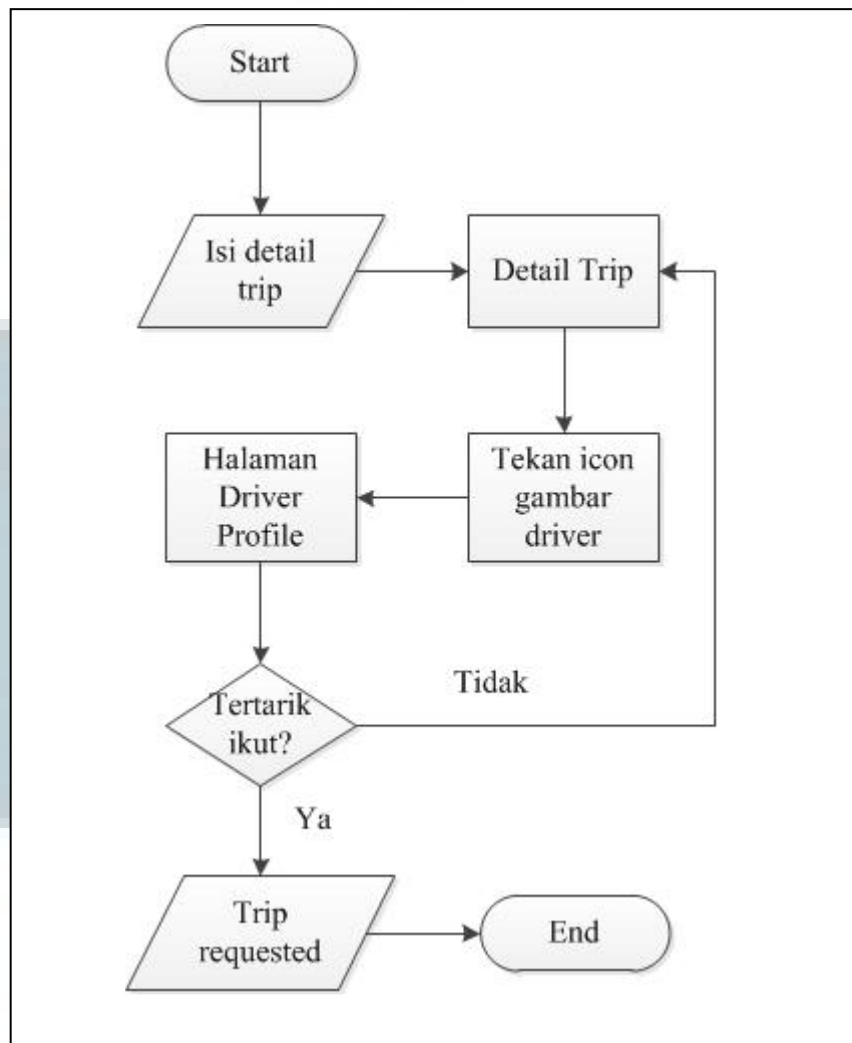 Start
Isi detail
trip
Detail Trip
Tekan icon
gambar
driver
Halaman
Driver
Profile
Tertarik
ikut?
Tidak
Ya
Trip
requested
End